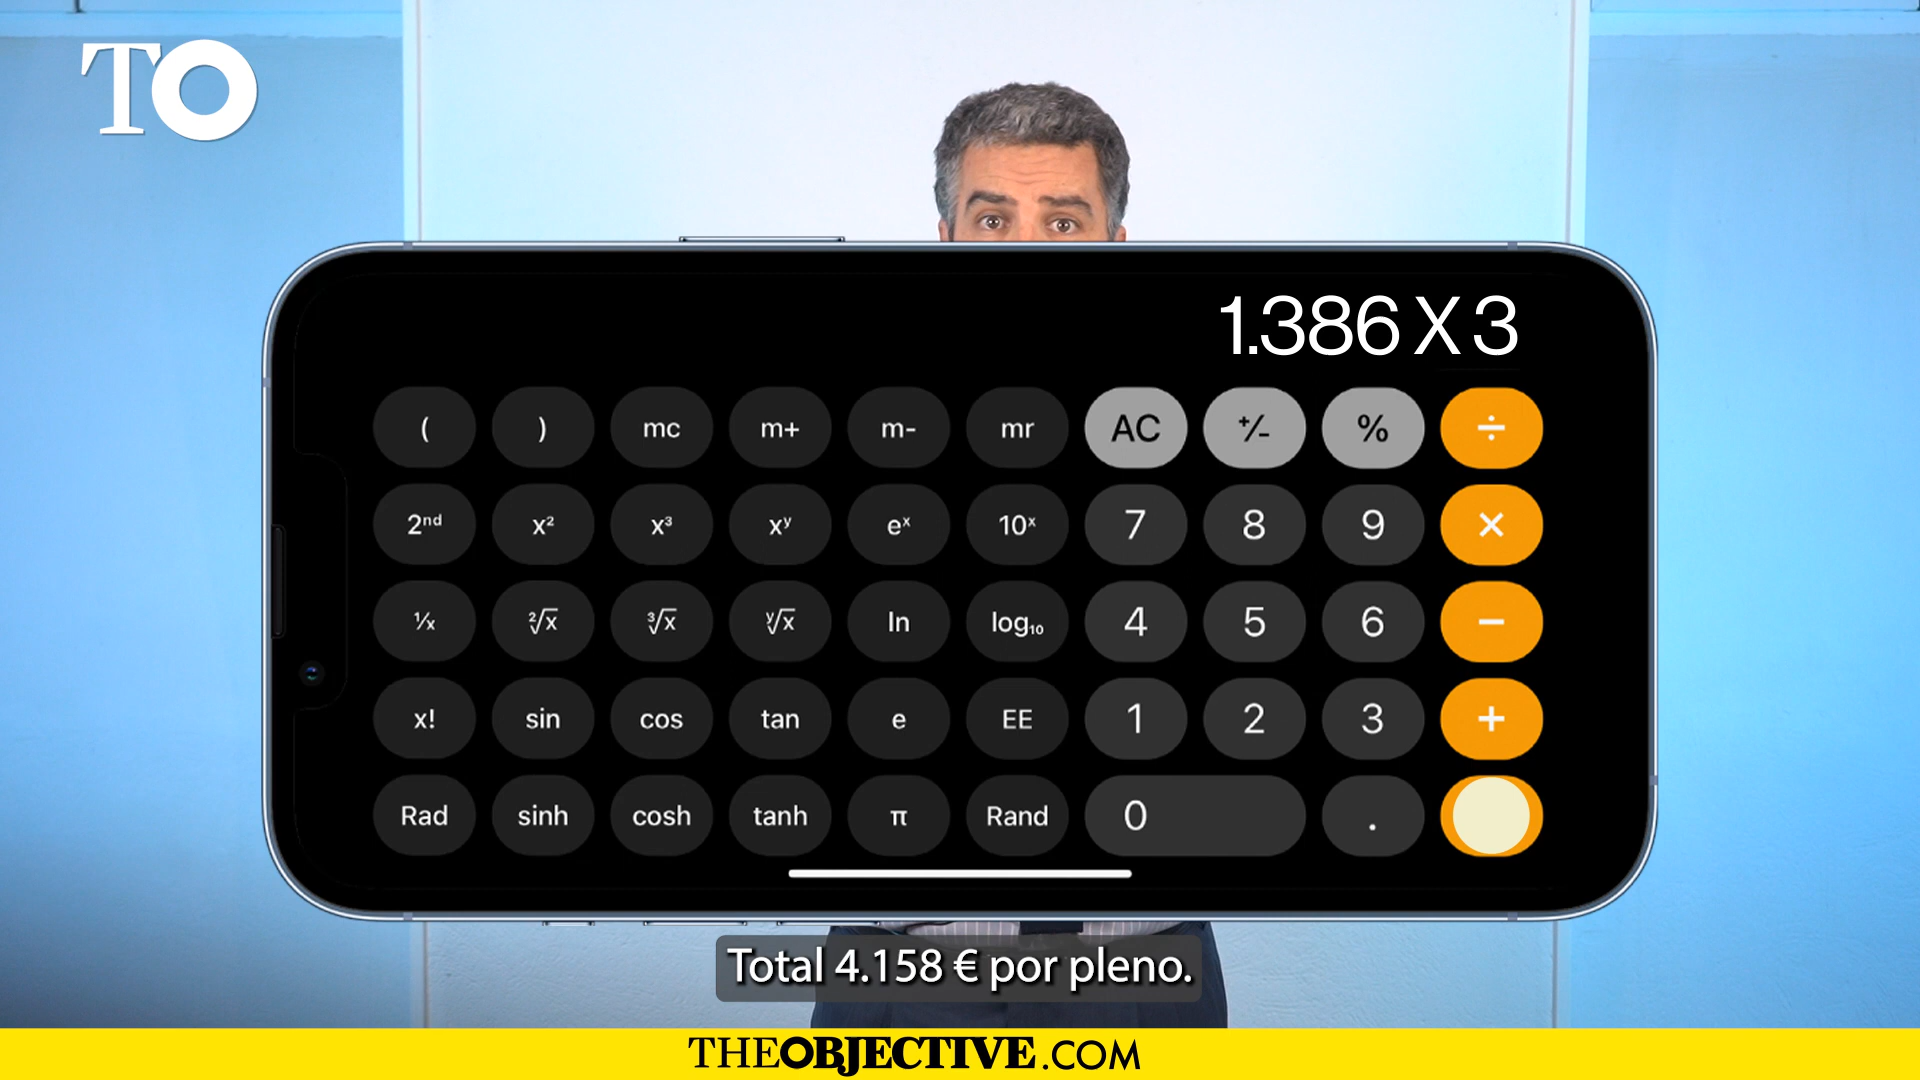 TO
1.386 X 3
( ) mc m+ m- mr AC +/- % ÷
2nd x² x³ xʸ eˣ 10ˣ 7 8 9 ×
¹/x ²√x ³√x ʸ√x ln log₁₀ 4 5 6 −
x! sin cos tan e EE 1 2 3 +
Rad sinh cosh tanh π Rand 0 .
Total 4.158 € por pleno.
THEOBJECTIVE.COM